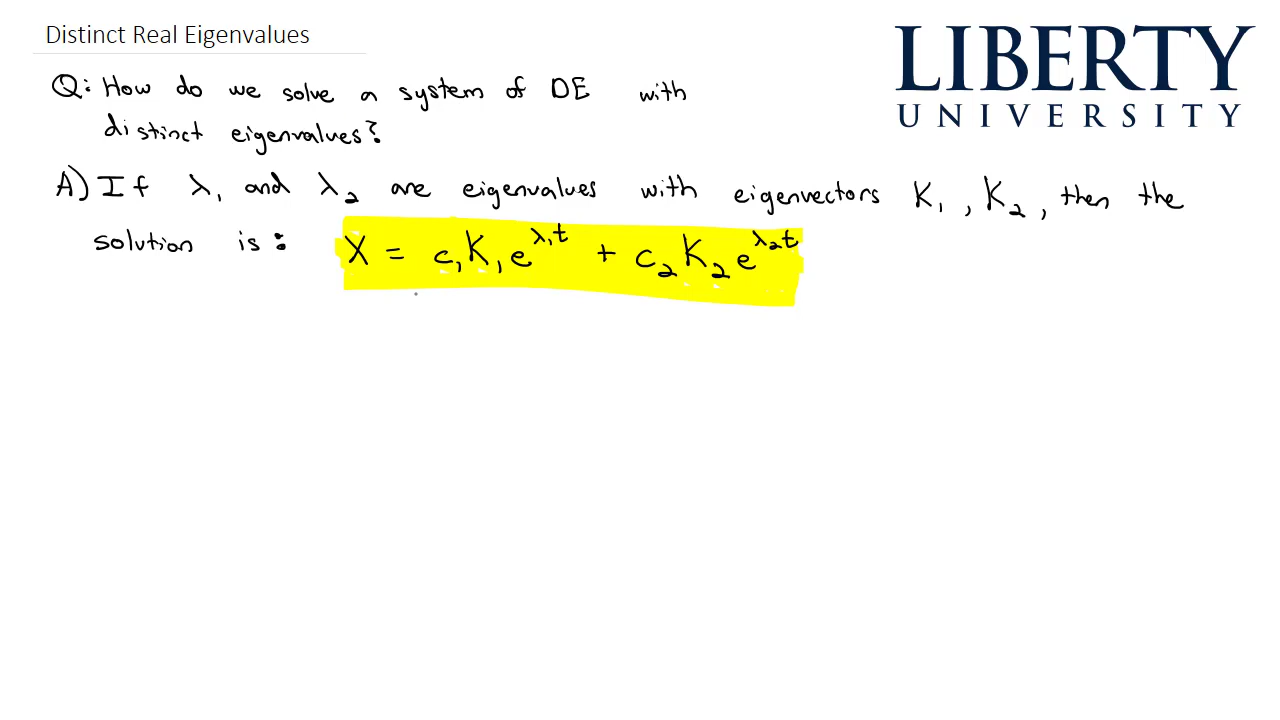 Distinct Real Eigenvalues
LIBERTY
UNIVERSITY
Q: How do we solve a system of DE with
distinct eigenvalues?
A) If λ₁ and λ₂ are eigenvalues with eigenvectors K₁, K₂, then the
solution is: X = c₁K₁e^{λ₁t} + c₂K₂e^{λ₂t}